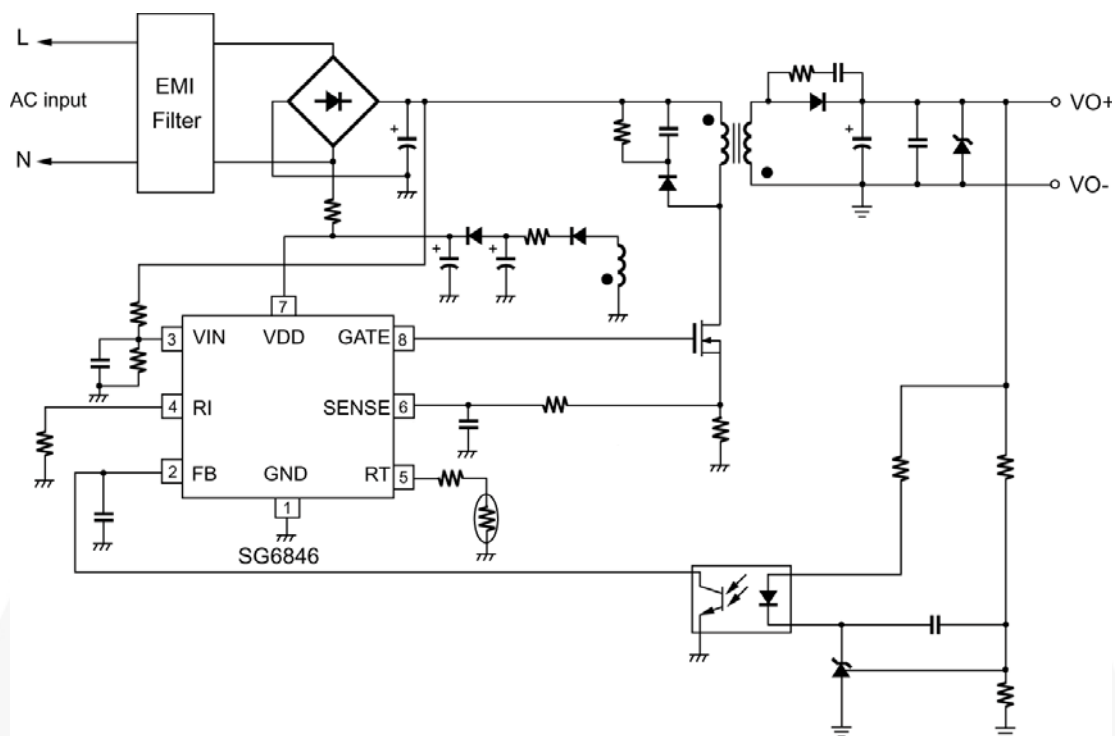 L
AC input
N
EMI
Filter
+
+
+
+
VO+
VO-
7
3 VIN VDD GATE 8
4 RI SENSE 6
2 FB GND RT 5
1
SG6846